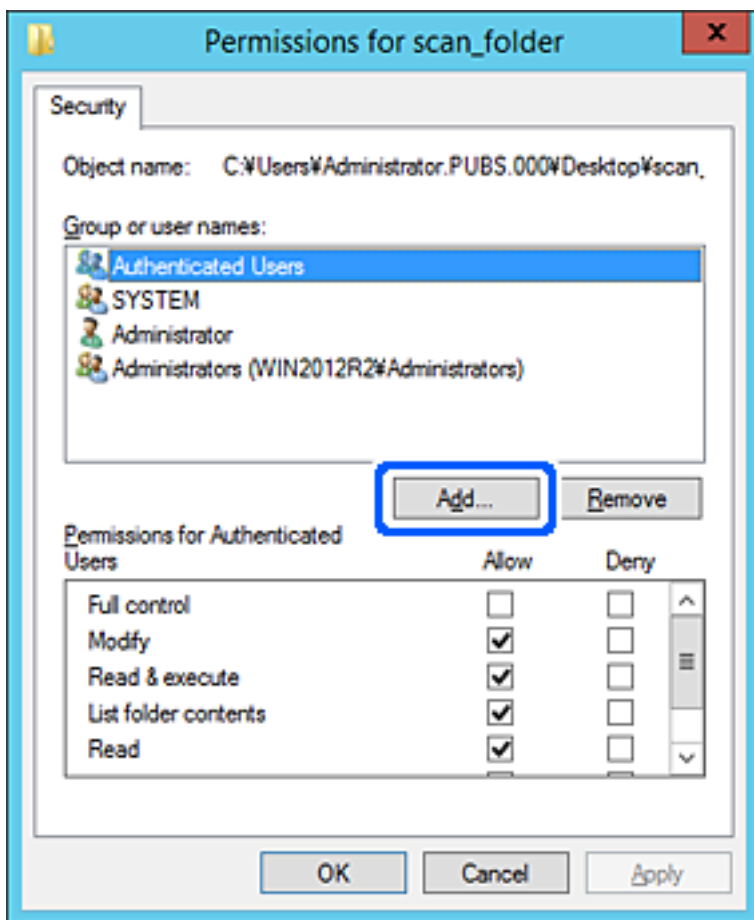 Permissions for scan_folder
x
Security
Object name: C:¥Users¥Administrator.PUBS.000¥Desktop¥scan_
Group or user names:
Authenticated Users
SYSTEM
Administrator
Administrators (WIN2012R2¥Administrators)
Add... Remove
Permissions for Authenticated
Users Allow Deny
Full control
Modify
Read & execute
List folder contents
Read
OK Cancel Apply